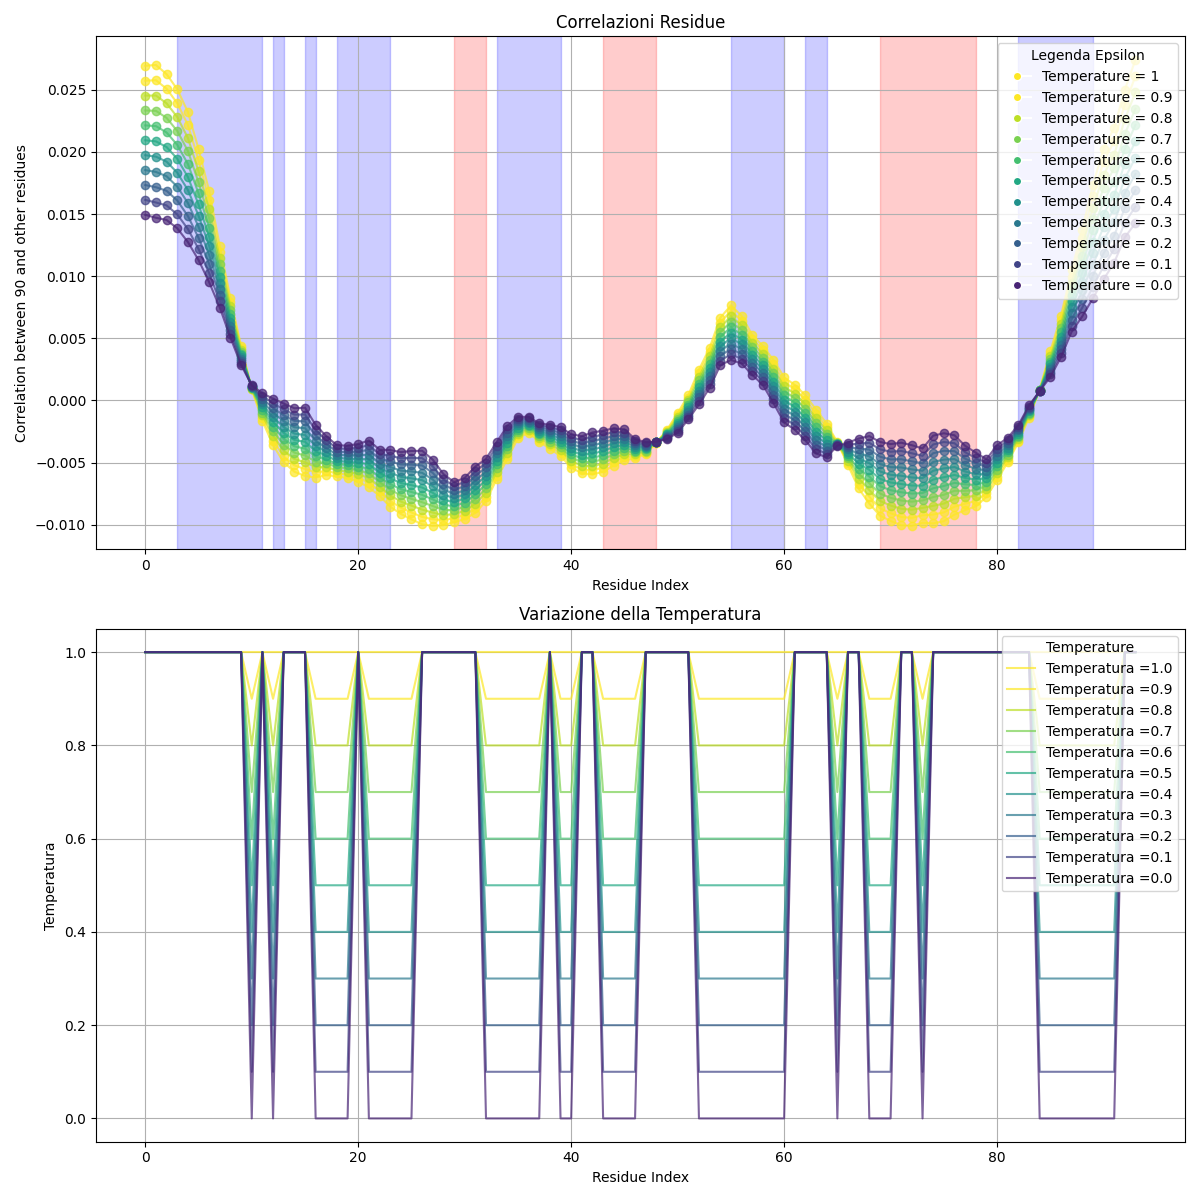 Correlazioni Residue
Correlation between 90 and other residues
0.025
0.020
0.015
0.010
0.005
0.000
−0.005
−0.010
Legenda Epsilon
Temperature = 1
Temperature = 0.9
Temperature = 0.8
Temperature = 0.7
Temperature = 0.6
Temperature = 0.5
Temperature = 0.4
Temperature = 0.3
Temperature = 0.2
Temperature = 0.1
Temperature = 0.0
0 20 40 60 80
Residue Index
Variazione della Temperatura
Temperatura
1.0
0.8
0.6
0.4
0.2
0.0
Temperature
Temperatura =1.0
Temperatura =0.9
Temperatura =0.8
Temperatura =0.7
Temperatura =0.6
Temperatura =0.5
Temperatura =0.4
Temperatura =0.3
Temperatura =0.2
Temperatura =0.1
Temperatura =0.0
0 20 40 60 80
Residue Index